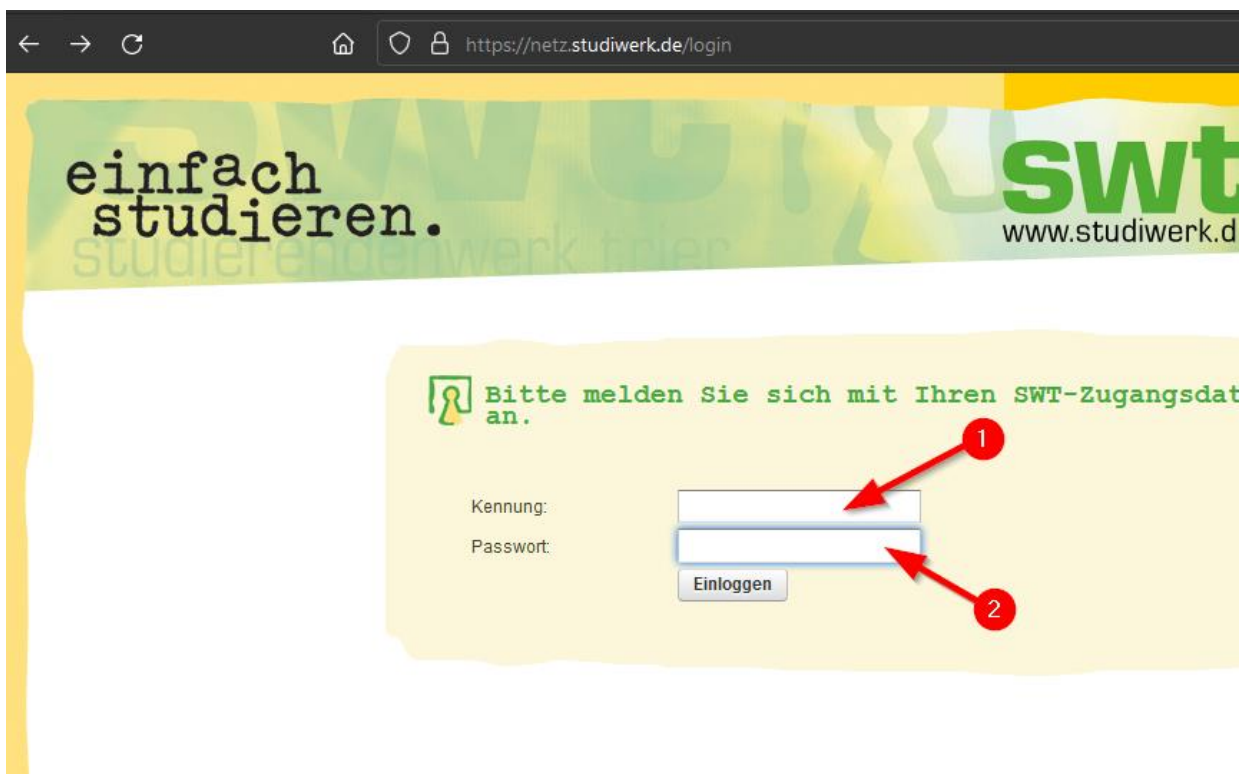 https://netz.studiwerk.de/login
einfach
studieren.
swt
www.studiwerk.d
studierendenwerk trier
Bitte melden Sie sich mit Ihren SWT-Zugangsdat
an.
1
Kennung:
Passwort:
Einloggen
2